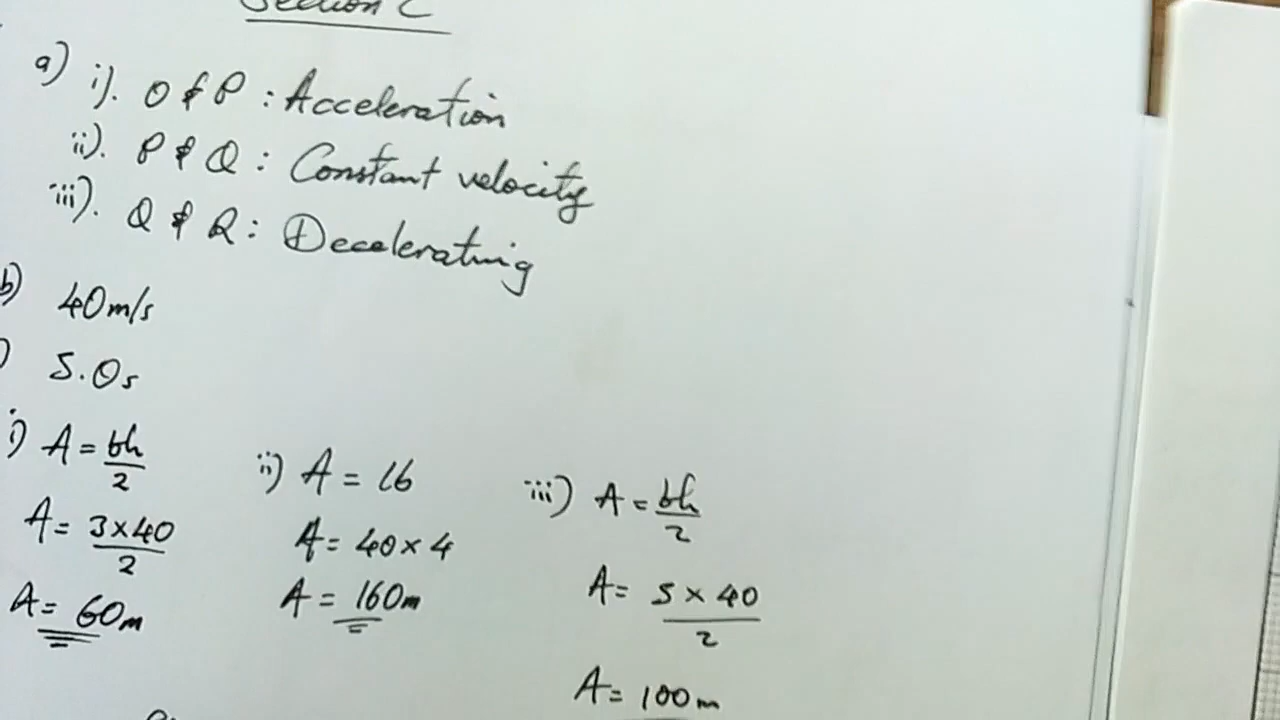 Section C
a) i). O & P : Acceleration
ii). P & Q : Constant velocity
iii). Q & R : Decelerating
b) 40m/s
) 5.0s
i) A = bh/2
A = 3×40/2
A = 60m
ii) A = lb
A = 40×4
A = 160m
iii) A = bh/2
A = 5×40/2
A = 100m